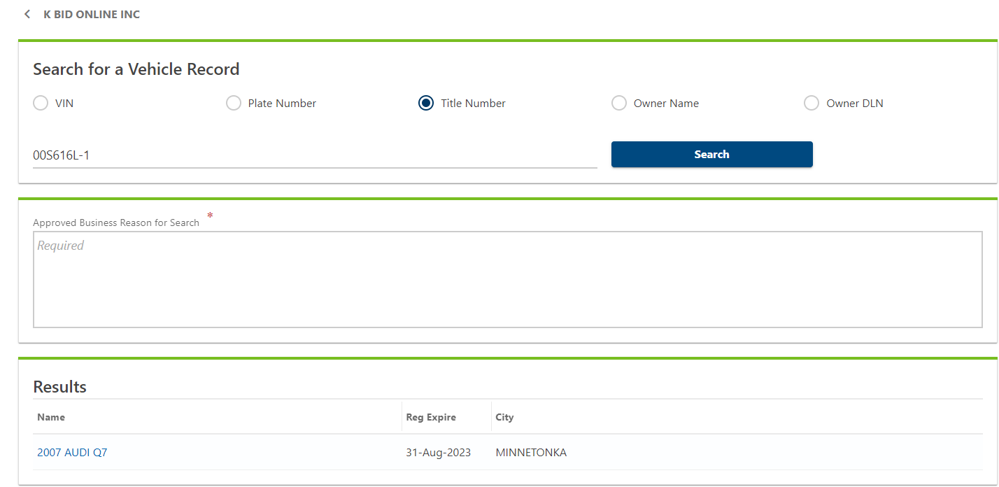 K BID ONLINE INC
Search for a Vehicle Record
VIN Plate Number Title Number Owner Name Owner DLN
00S616L-1 Search
Approved Business Reason for Search *
Required
Results
Name Reg Expire City
2007 AUDI Q7 31-Aug-2023 MINNETONKA